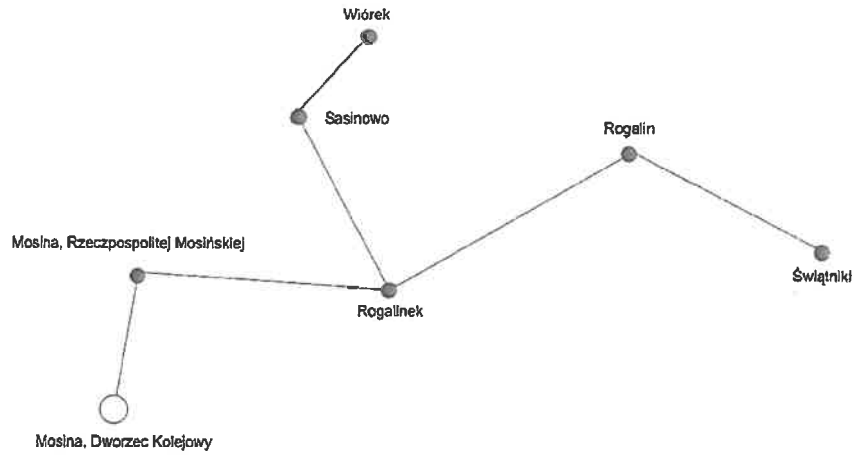 Wiórek
Sasinowo
Rogalin
Mosina, Rzeczpospolitej Mosińskiej
Świątniki
Rogalinek
Mosina, Dworzec Kolejowy